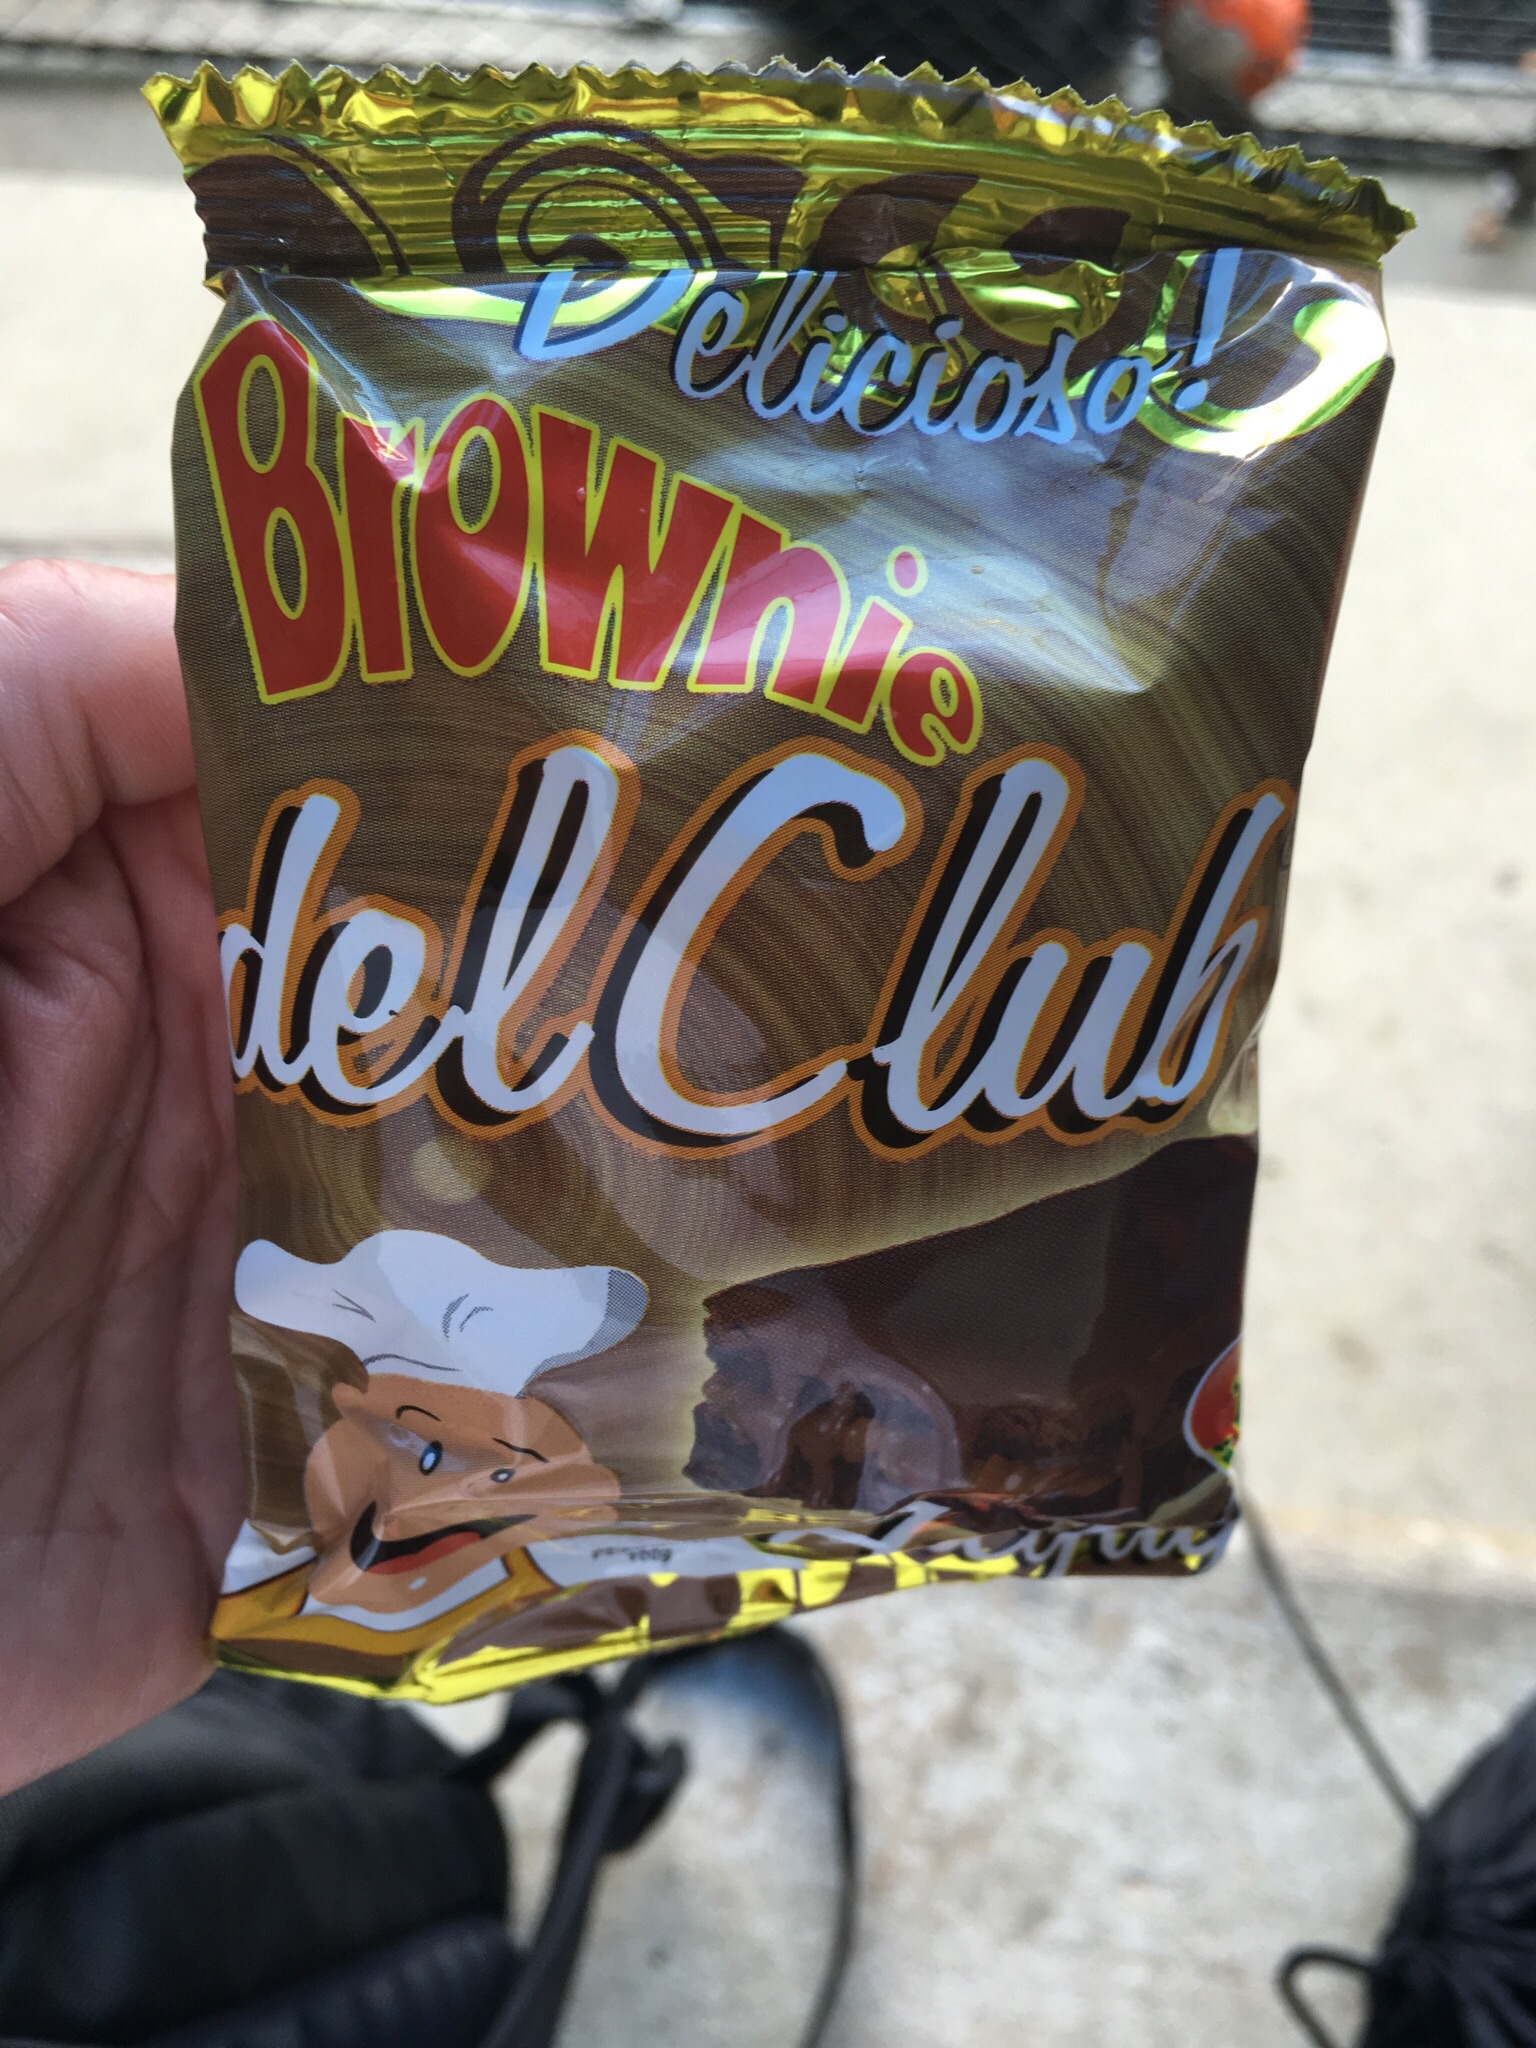 Delicioso!
Brownie
del Club